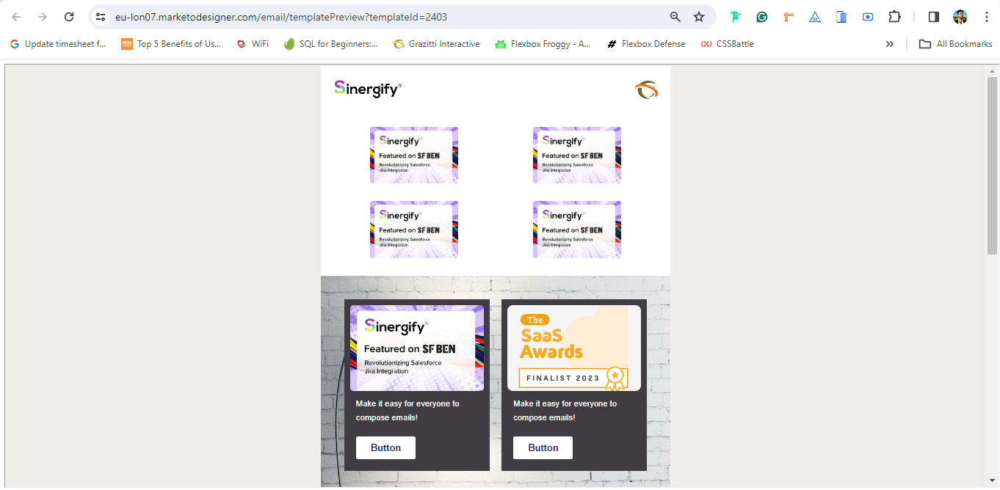 eu-lon07.marketodesigner.com/email/templatePreview?templateId=2403
Update timesheet f...
Top 5 Benefits of Us...
WiFi
SQL for Beginners:...
Grazitti Interactive
Flexbox Froggy - A...
Flexbox Defense
CSSBattle
»
All Bookmarks
Sinergify®
Sinergify®
Featured on SF BEN
Revolutionizing Salesforce
Jira Integration
Sinergify®
Featured on SF BEN
Revolutionizing Salesforce
Jira Integration
Sinergify®
Featured on SF BEN
Revolutionizing Salesforce
Jira Integration
Sinergify®
Featured on SF BEN
Revolutionizing Salesforce
Jira Integration
Sinergify®
Featured on SF BEN
Revolutionizing Salesforce
Jira Integration
Make it easy for everyone to
compose emails!
Button
The
SaaS
Awards
FINALIST 2023
Make it easy for everyone to
compose emails!
Button